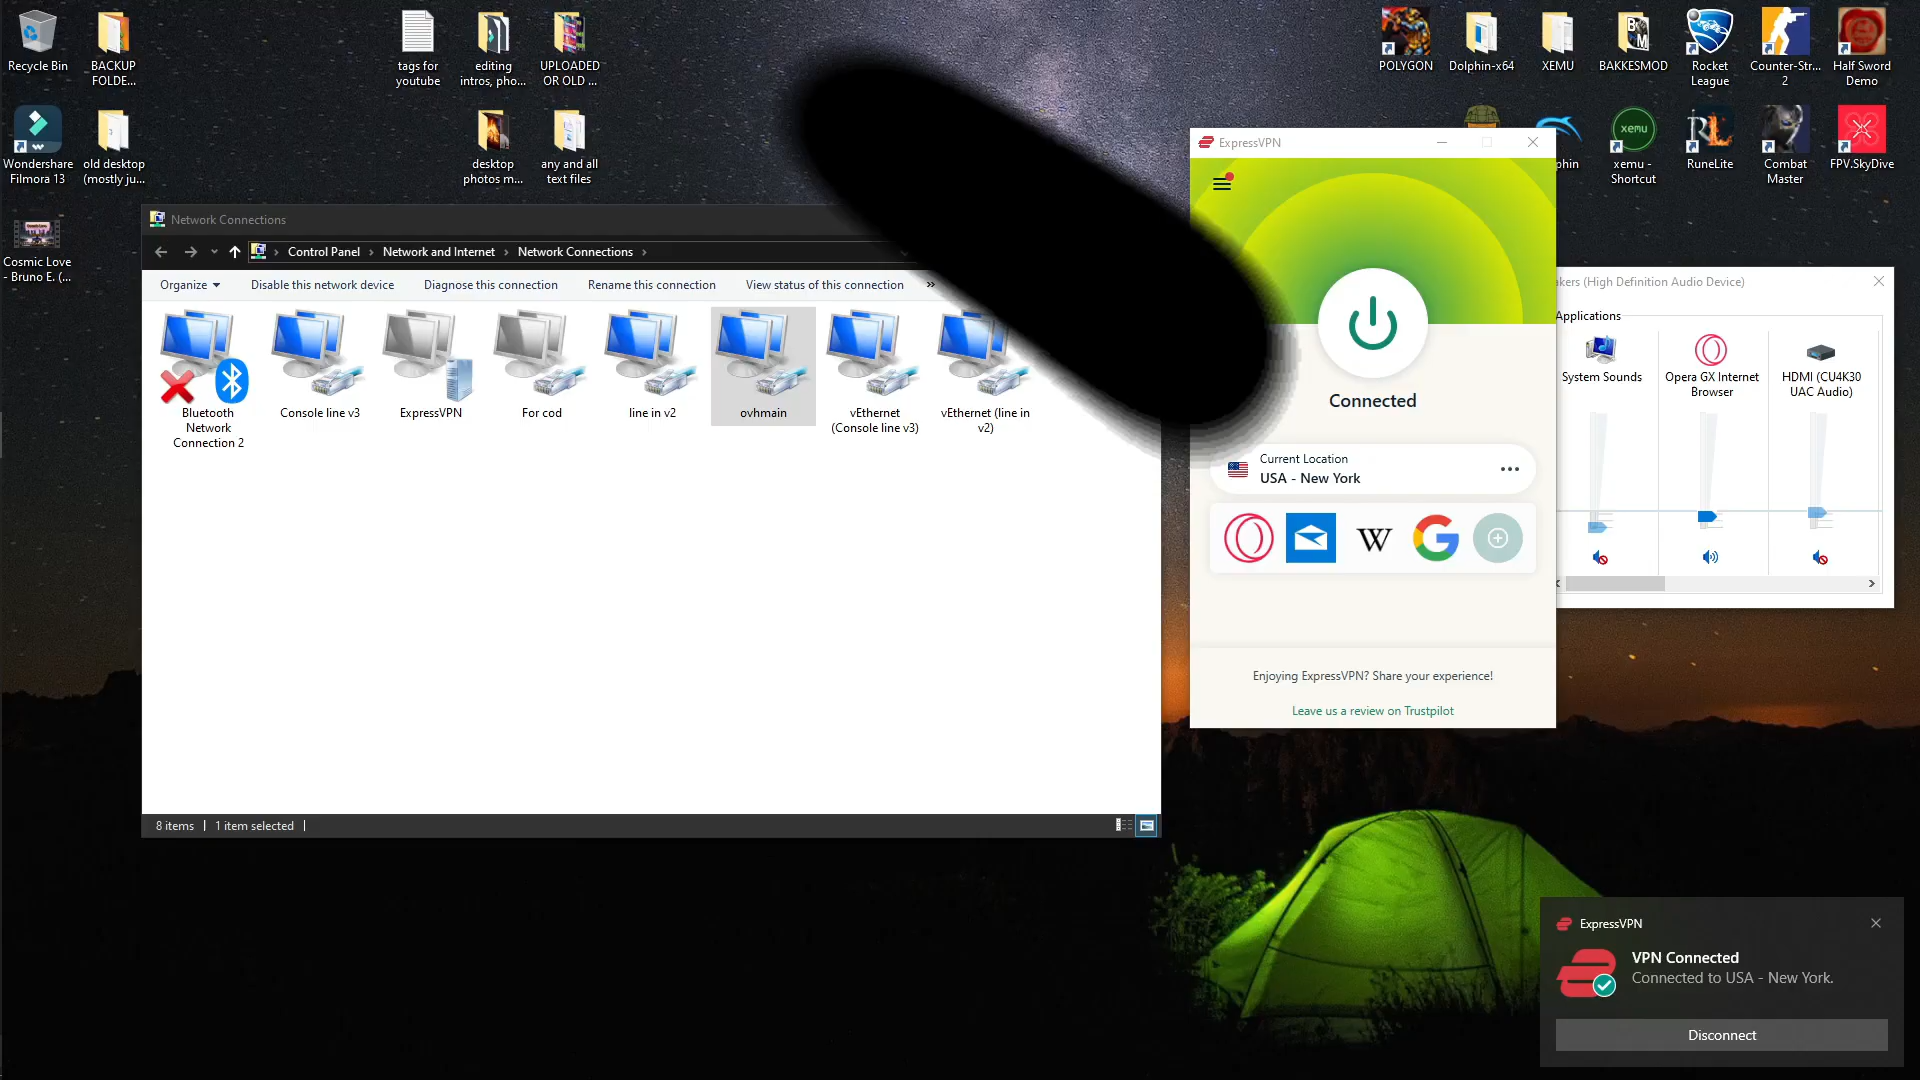 Recycle Bin
BACKUP
FOLDE...
tags for
youtube
editing
intros, pho...
UPLOADED
OR OLD ...
POLYGON
Dolphin-x64
XEMU
BAKKESMOD
Rocket
League
Counter-Str...
2
Half Sword
Demo
Wondershare
Filmora 13
old desktop
(mostly ju...
desktop
photos m...
any and all
text files
phin
xemu
xemu -
Shortcut
RuneLite
Combat
Master
FPV.SkyDive
Cosmic Love
- Bruno E. (...
Network Connections
Control Panel
Network and Internet
Network Connections
Organize
Disable this network device
Diagnose this connection
Rename this connection
View status of this connection
»
Bluetooth
Network
Connection 2
Console line v3
ExpressVPN
For cod
line in v2
ovhmain
vEthernet
(Console line v3)
vEthernet (line in
v2)
8 items
1 item selected
ExpressVPN
Connected
Current Location
USA - New York
W
G
Enjoying ExpressVPN? Share your experience!
Leave us a review on Trustpilot
akers (High Definition Audio Device)
Applications
System Sounds
Opera GX Internet
Browser
HDMI (CU4K30
UAC Audio)
ExpressVPN
VPN Connected
Connected to USA - New York.
Disconnect